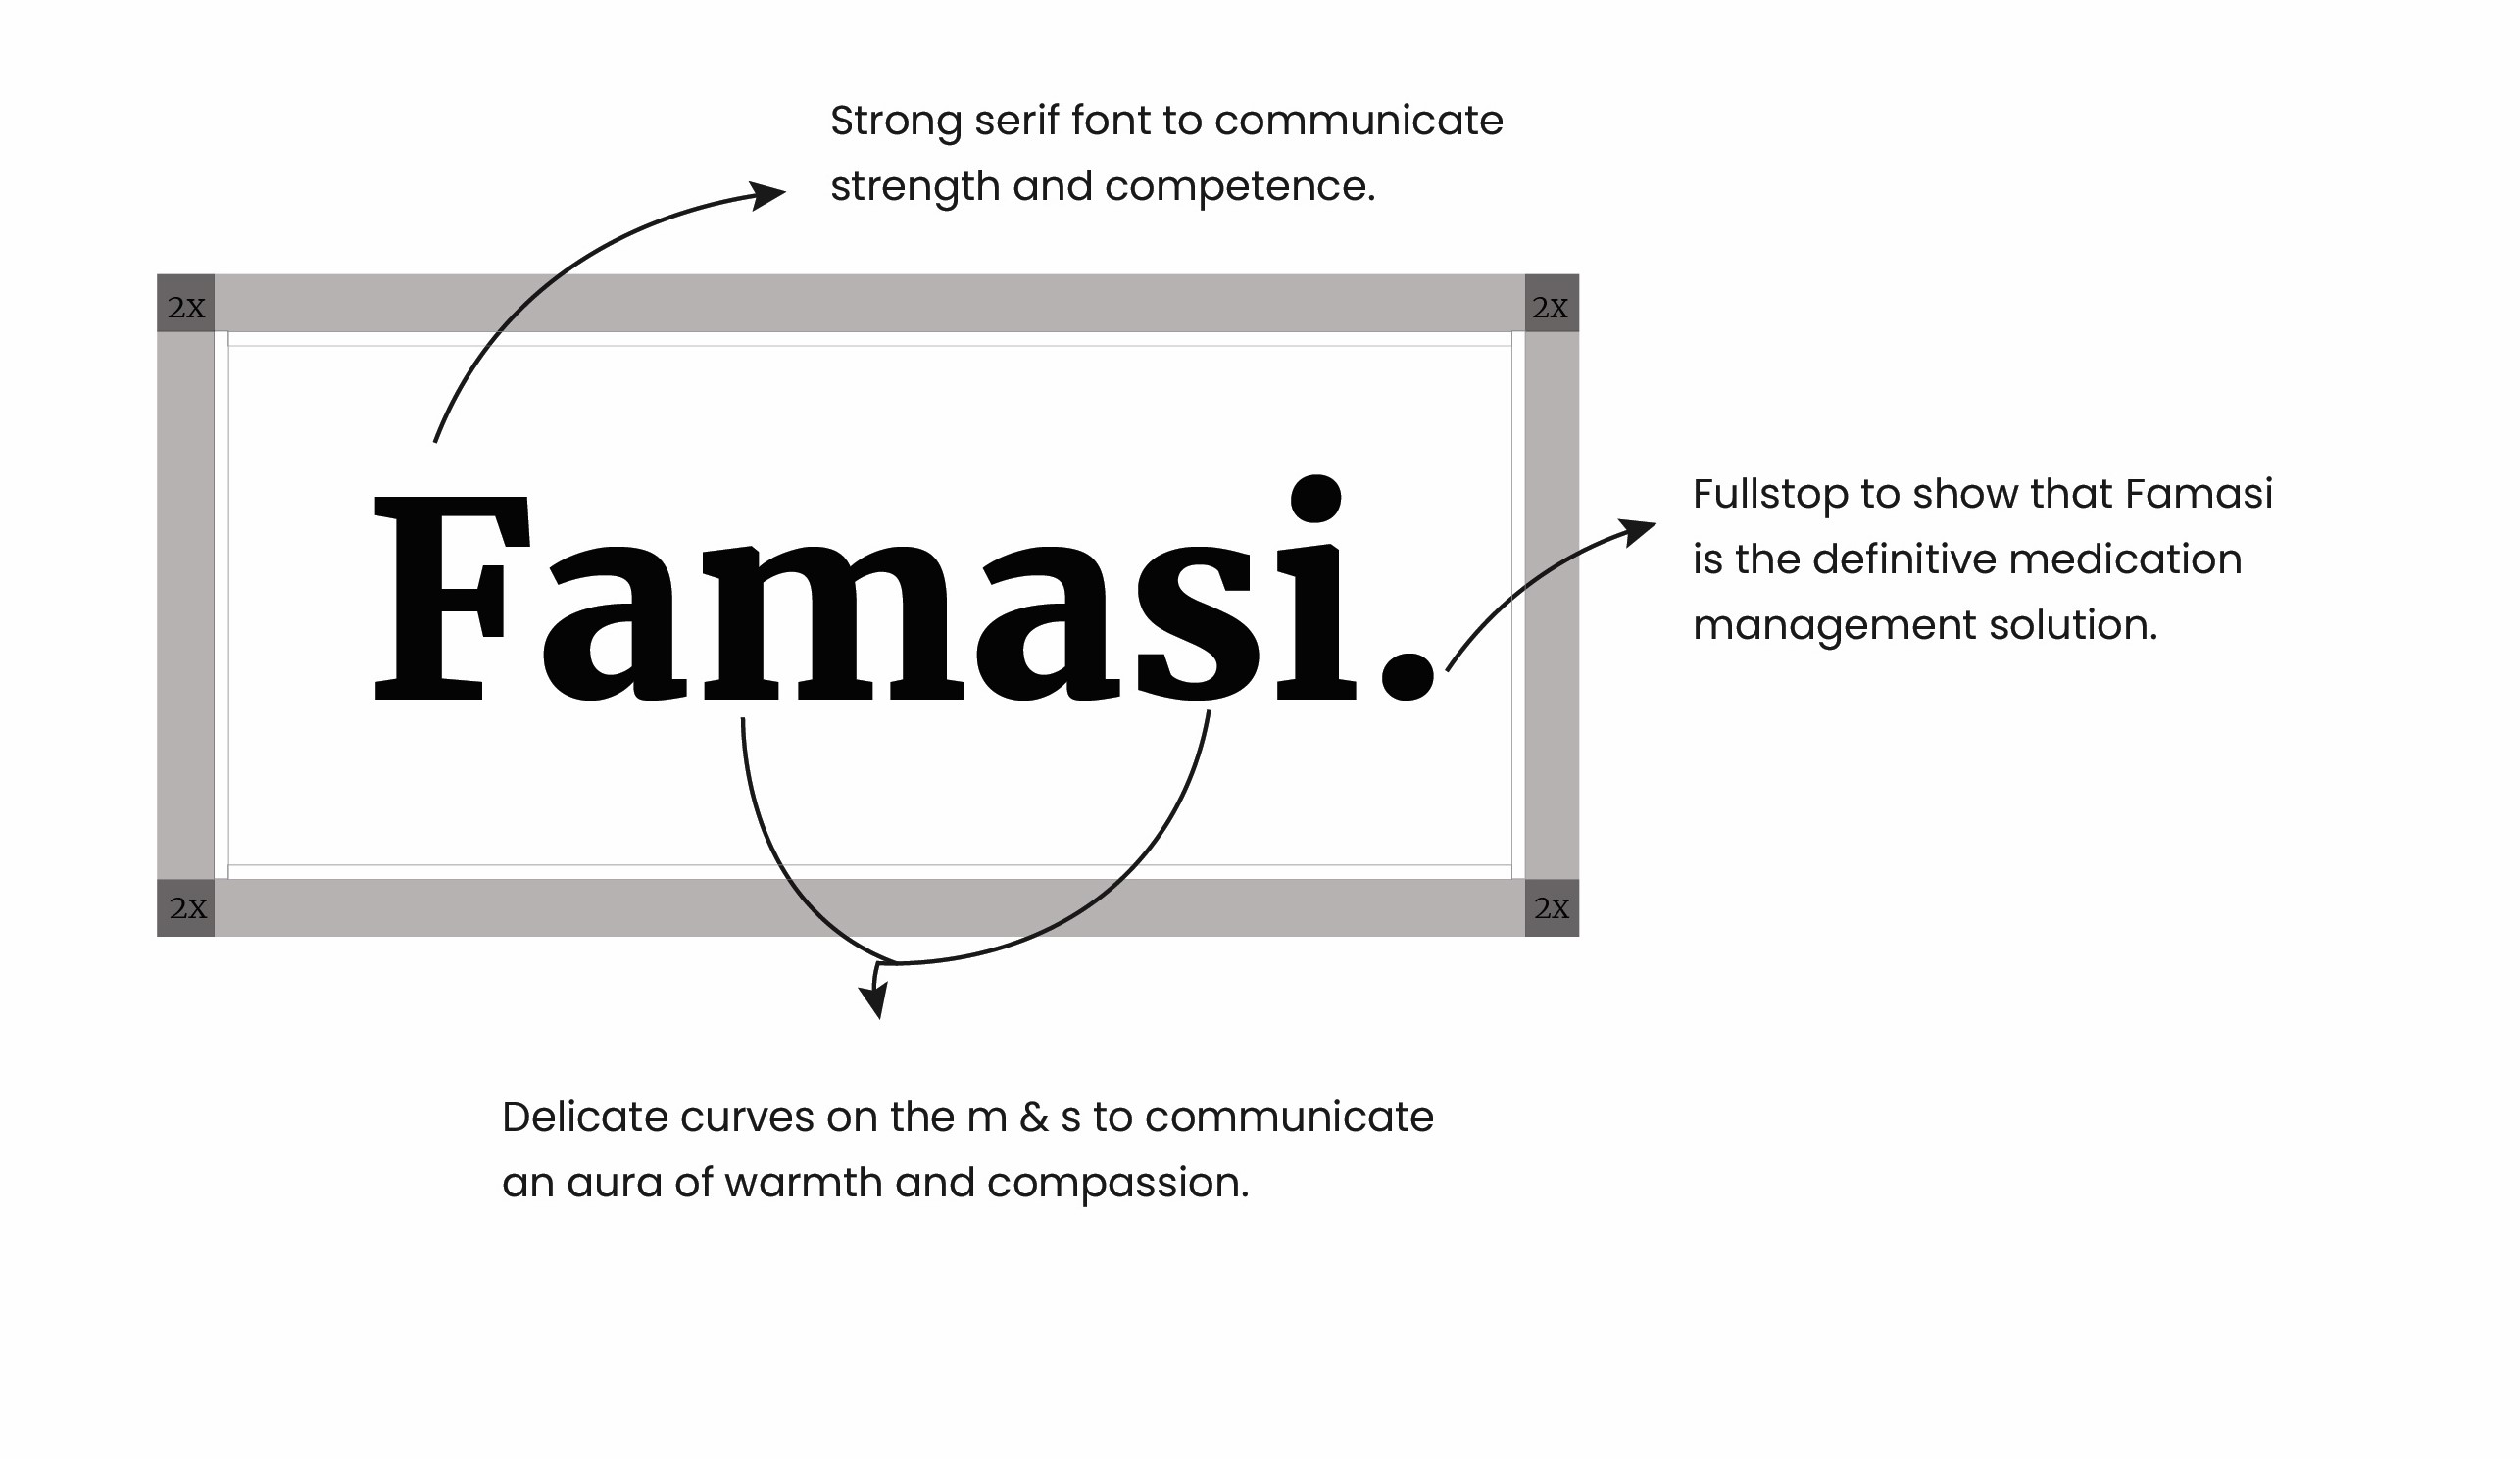 Strong serif font to communicate
strength and competence.
2x
2x
Famasi.
Fullstop to show that Famasi
is the definitive medication
management solution.
2x
2x
Delicate curves on the m & s to communicate
an aura of warmth and compassion.